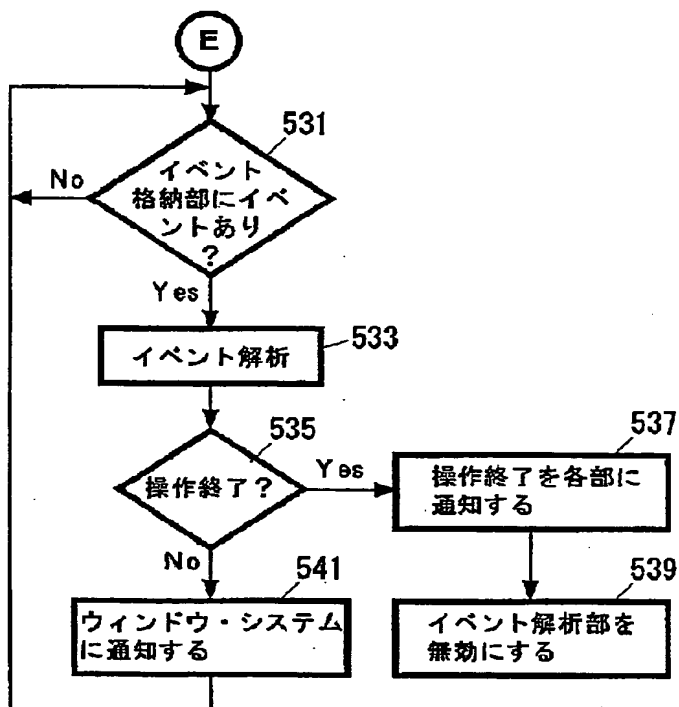 E
531
イベント
格納部にイベ
ントあり
？
No
Yes
イベント解析
533
535
操作終了？
Yes
537
操作終了を各部に
通知する
No
541
ウィンドウ・システム
に通知する
539
イベント解析部を
無効にする